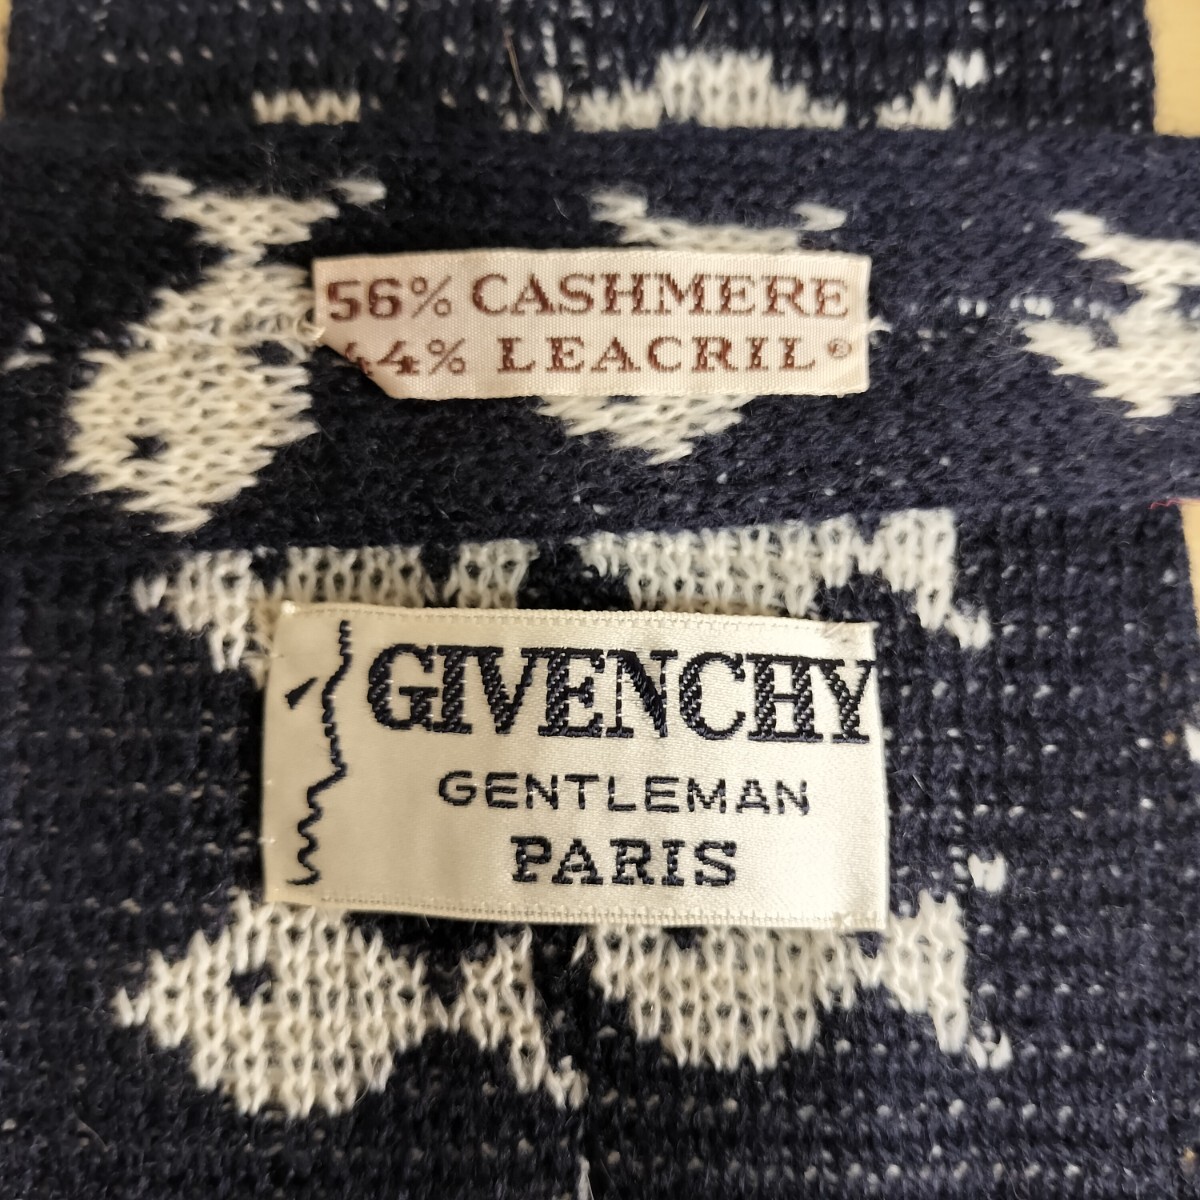 56% CASHMERE
44% LEACRIL®
GIVENCHY
GENTLEMAN
PARIS